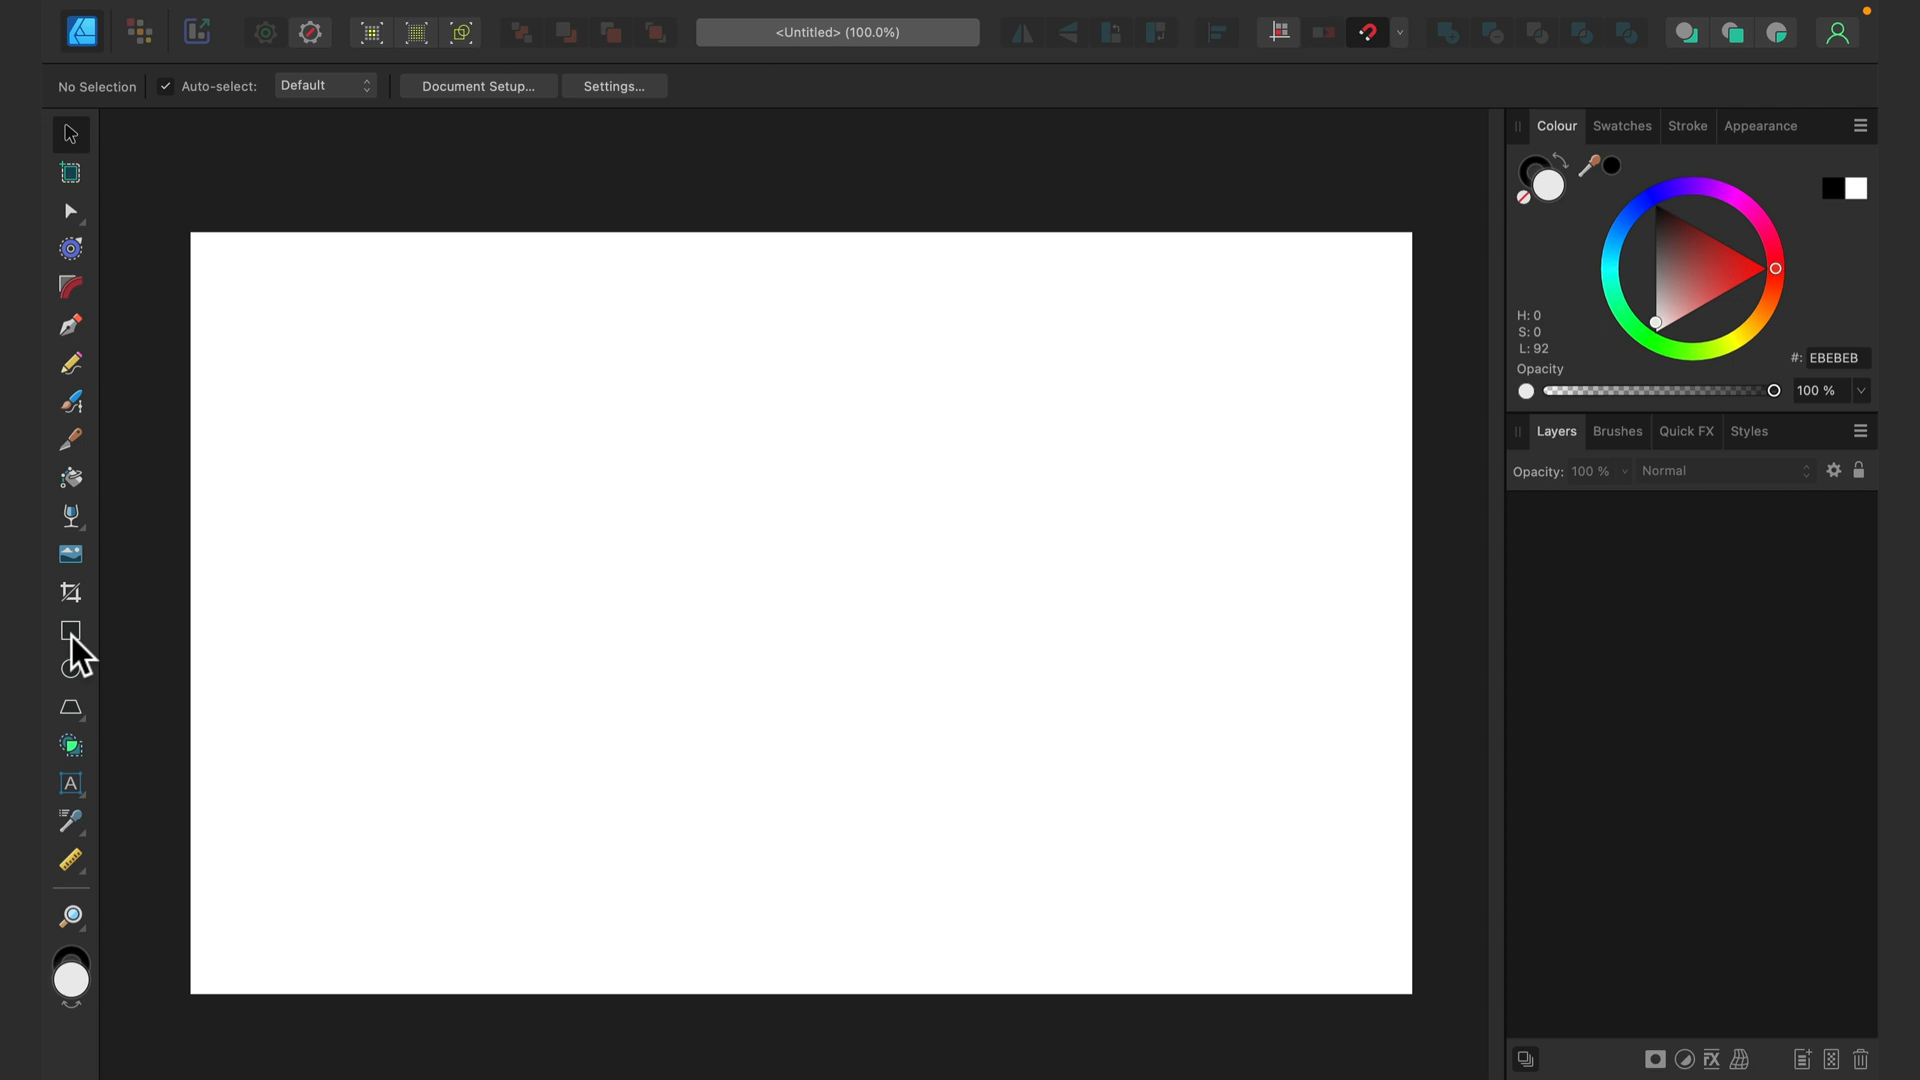 <Untitled> (100.0%)
No Selection
Auto-select: Default
Document Setup...
Settings...
Colour Swatches Stroke Appearance
H: 0
S: 0
L: 92
#: EBEBEB
Opacity
100 %
Layers Brushes Quick FX Styles
Opacity: 100 % Normal
A
FX